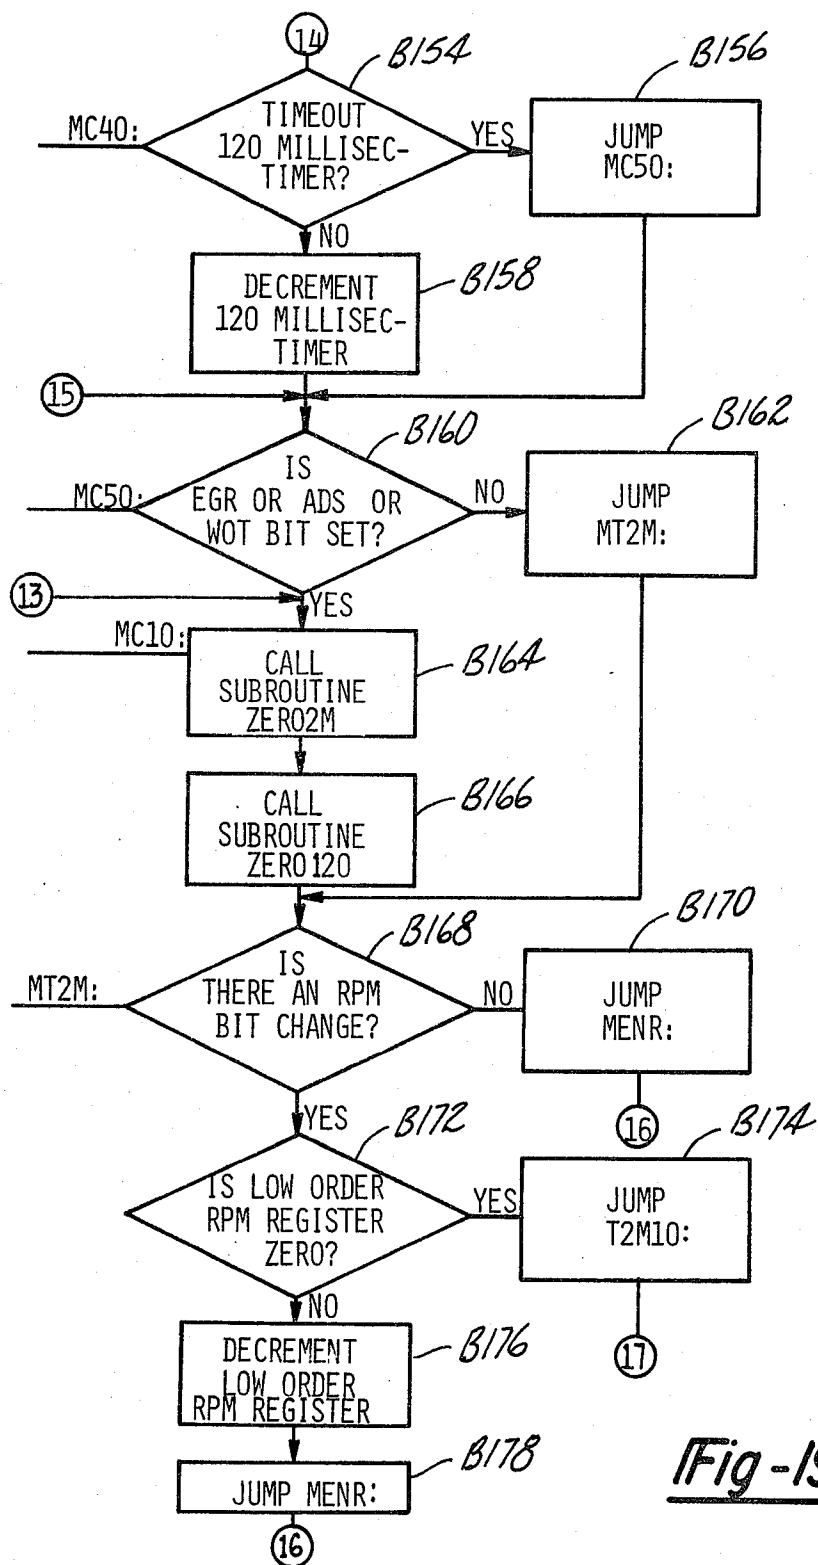 14
B154
B156
MC40:
TIMEOUT
120 MILLISEC-
TIMER?
YES
JUMP
MC50:
NO
B158
DECREMENT
120 MILLISEC-
TIMER
15
B160
B162
MC50:
IS
EGR OR ADS OR
WOT BIT SET?
NO
JUMP
MT2M:
13
YES
MC10:
CALL
SUBROUTINE
ZERO2M
B164
CALL
SUBROUTINE
ZERO120
B166
B168
B170
MT2M:
IS
THERE AN RPM
BIT CHANGE?
NO
JUMP
MENR:
16
YES
B172
B174
IS LOW ORDER
RPM REGISTER
ZERO?
YES
JUMP
T2M10:
17
NO
DECREMENT
LOW ORDER
RPM REGISTER
B176
B178
JUMP MENR:
16
Fig-19